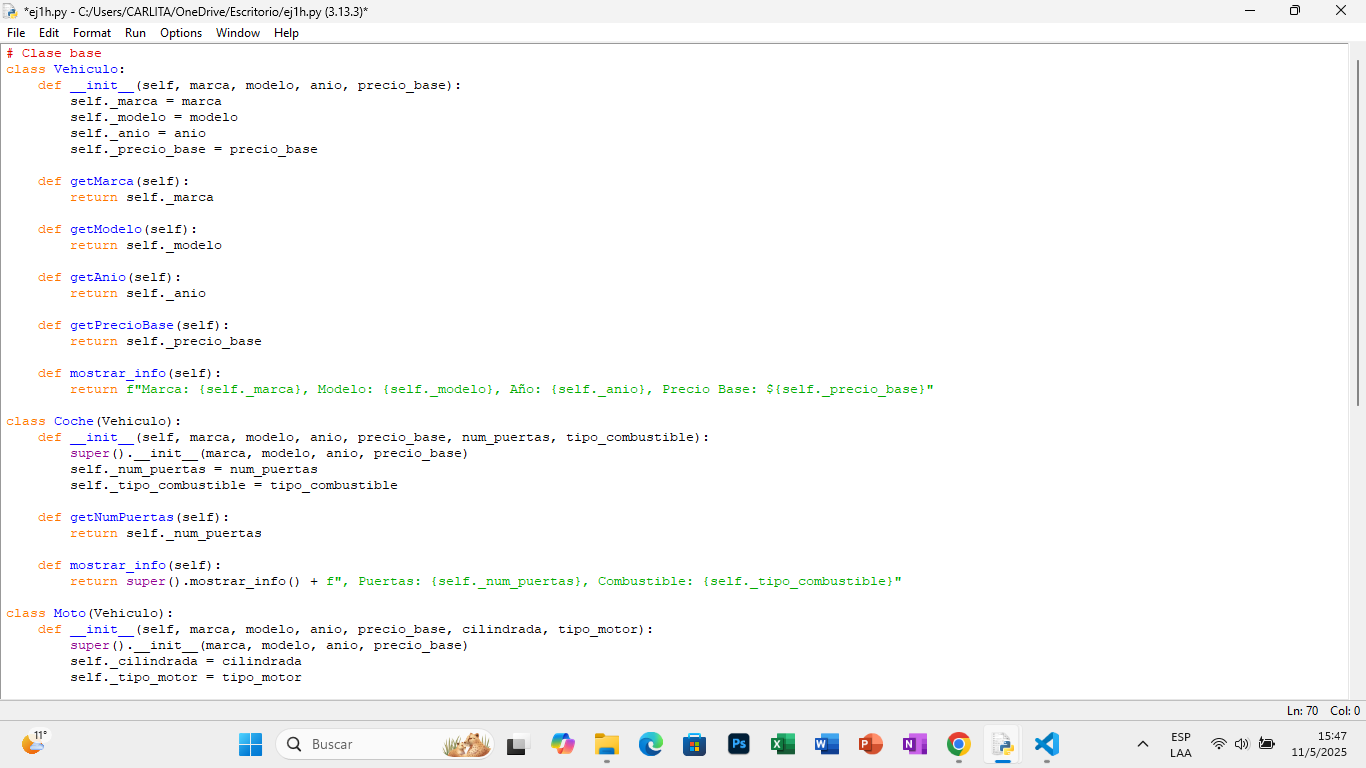 *ej1h.py - C:/Users/CARLITA/OneDrive/Escritorio/ej1h.py (3.13.3)*
File Edit Format Run Options Window Help
# Clase base
class Vehiculo:
    def __init__(self, marca, modelo, anio, precio_base):
        self._marca = marca
        self._modelo = modelo
        self._anio = anio
        self._precio_base = precio_base

    def getMarca(self):
        return self._marca

    def getModelo(self):
        return self._modelo

    def getAnio(self):
        return self._anio

    def getPrecioBase(self):
        return self._precio_base

    def mostrar_info(self):
        return f"Marca: {self._marca}, Modelo: {self._modelo}, Año: {self._anio}, Precio Base: ${self._precio_base}"

class Coche(Vehiculo):
    def __init__(self, marca, modelo, anio, precio_base, num_puertas, tipo_combustible):
        super().__init__(marca, modelo, anio, precio_base)
        self._num_puertas = num_puertas
        self._tipo_combustible = tipo_combustible

    def getNumPuertas(self):
        return self._num_puertas

    def mostrar_info(self):
        return super().mostrar_info() + f", Puertas: {self._num_puertas}, Combustible: {self._tipo_combustible}"

class Moto(Vehiculo):
    def __init__(self, marca, modelo, anio, precio_base, cilindrada, tipo_motor):
        super().__init__(marca, modelo, anio, precio_base)
        self._cilindrada = cilindrada
        self._tipo_motor = tipo_motor
Ln: 70 Col: 0
11°
Buscar
Ps
ESP
LAA
15:47
11/5/2025